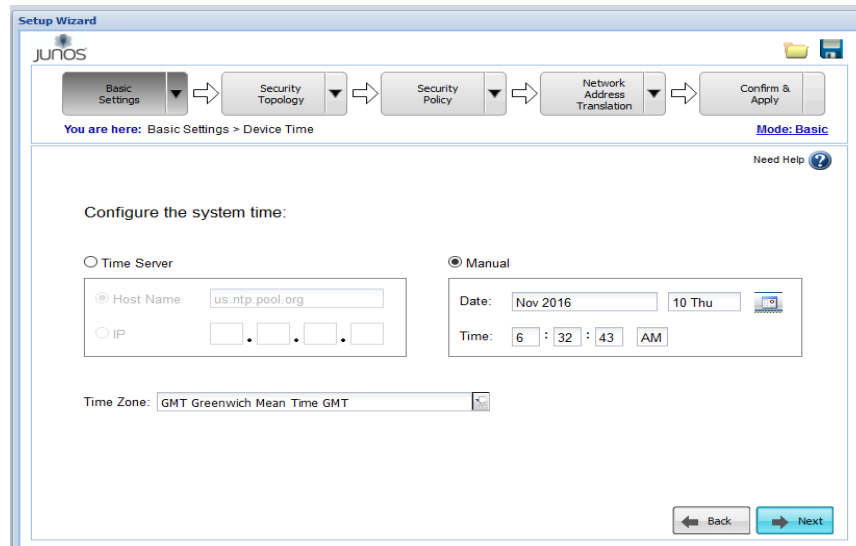 Setup Wizard
JUNOS
Basic
Settings
Security
Topology
Security
Policy
Network
Address
Translation
Confirm &
Apply
You are here: Basic Settings > Device Time
Mode: Basic
Need Help ?
Configure the system time:
Time Server
Manual
Host Name us.ntp.pool.org
IP . . .
Date: Nov 2016 10 Thu
Time: 6 : 32 : 43 AM
Time Zone: GMT Greenwich Mean Time GMT
Back
Next